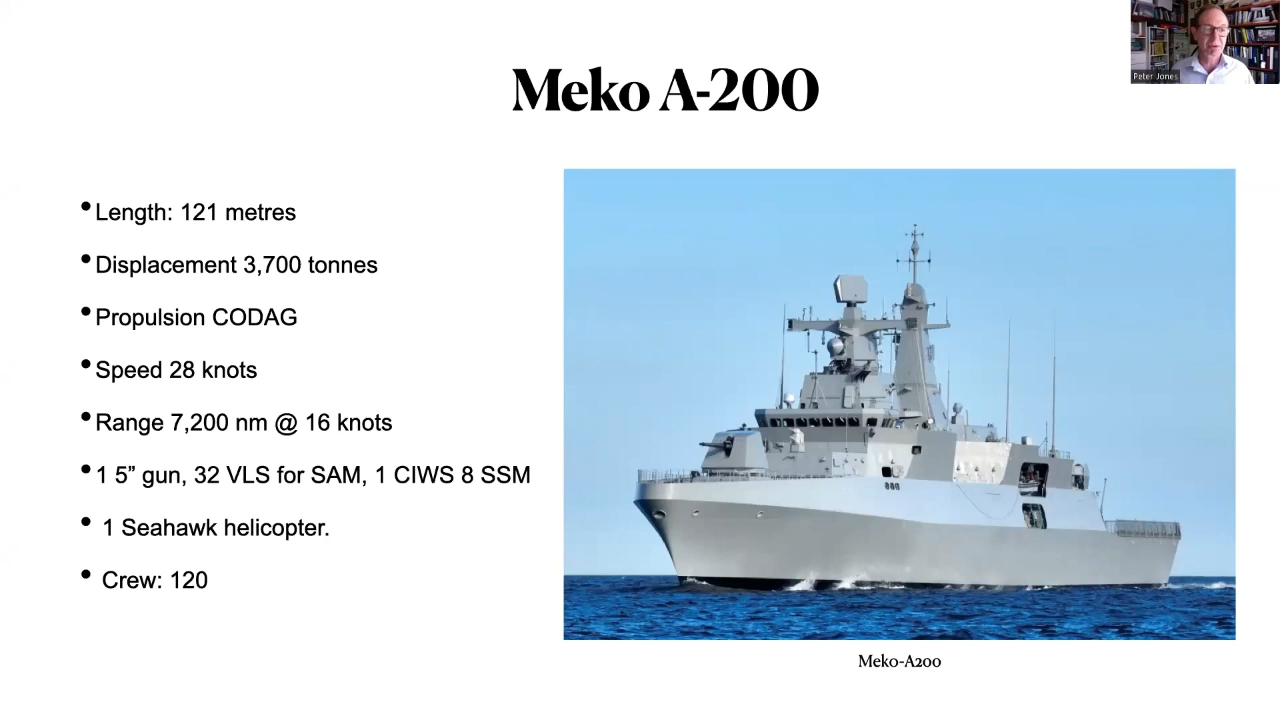 Peter Jones
Meko A-200
•Length: 121 metres
•Displacement 3,700 tonnes
•Propulsion CODAG
•Speed 28 knots
•Range 7,200 nm @ 16 knots
•1 5” gun, 32 VLS for SAM, 1 CIWS 8 SSM
• 1 Seahawk helicopter.
• Crew: 120
Meko-A200